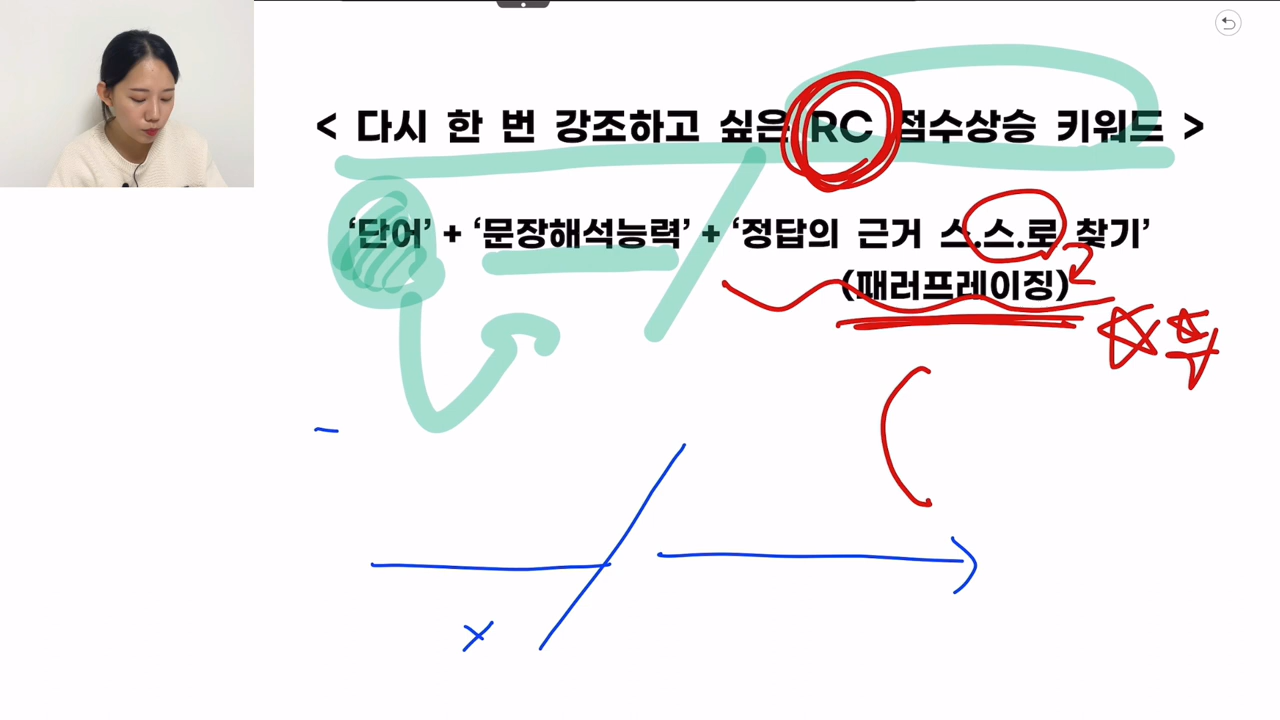 < 다시 한 번 강조하고 싶은 RC 점수상승 키워드 >
‘단어’ + ‘문장해석능력’ + ‘정답의 근거 스.스.로 찾기’
(패러프레이징)